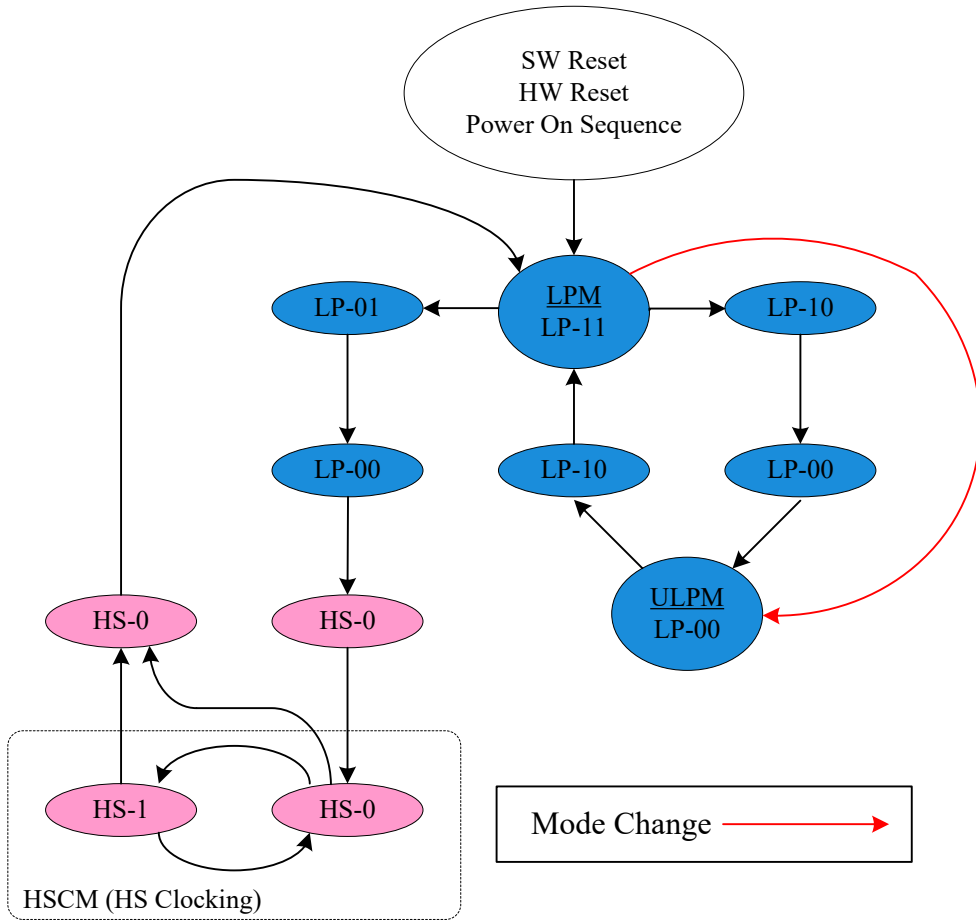 SW Reset
HW Reset
Power On Sequence
LP-01
LPM
LP-11
LP-10
LP-00
LP-10
LP-00
HS-0
HS-0
ULPM
LP-00
HS-1
HS-0
HSCM (HS Clocking)
Mode Change